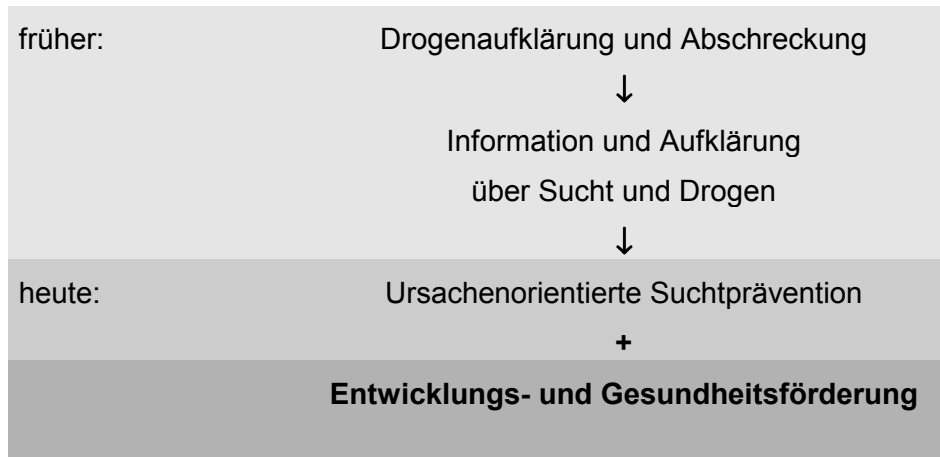 früher: Drogenaufklärung und Abschreckung
↓
Information und Aufklärung
über Sucht und Drogen
↓
heute: Ursachenorientierte Suchtprävention
+
Entwicklungs- und Gesundheitsförderung